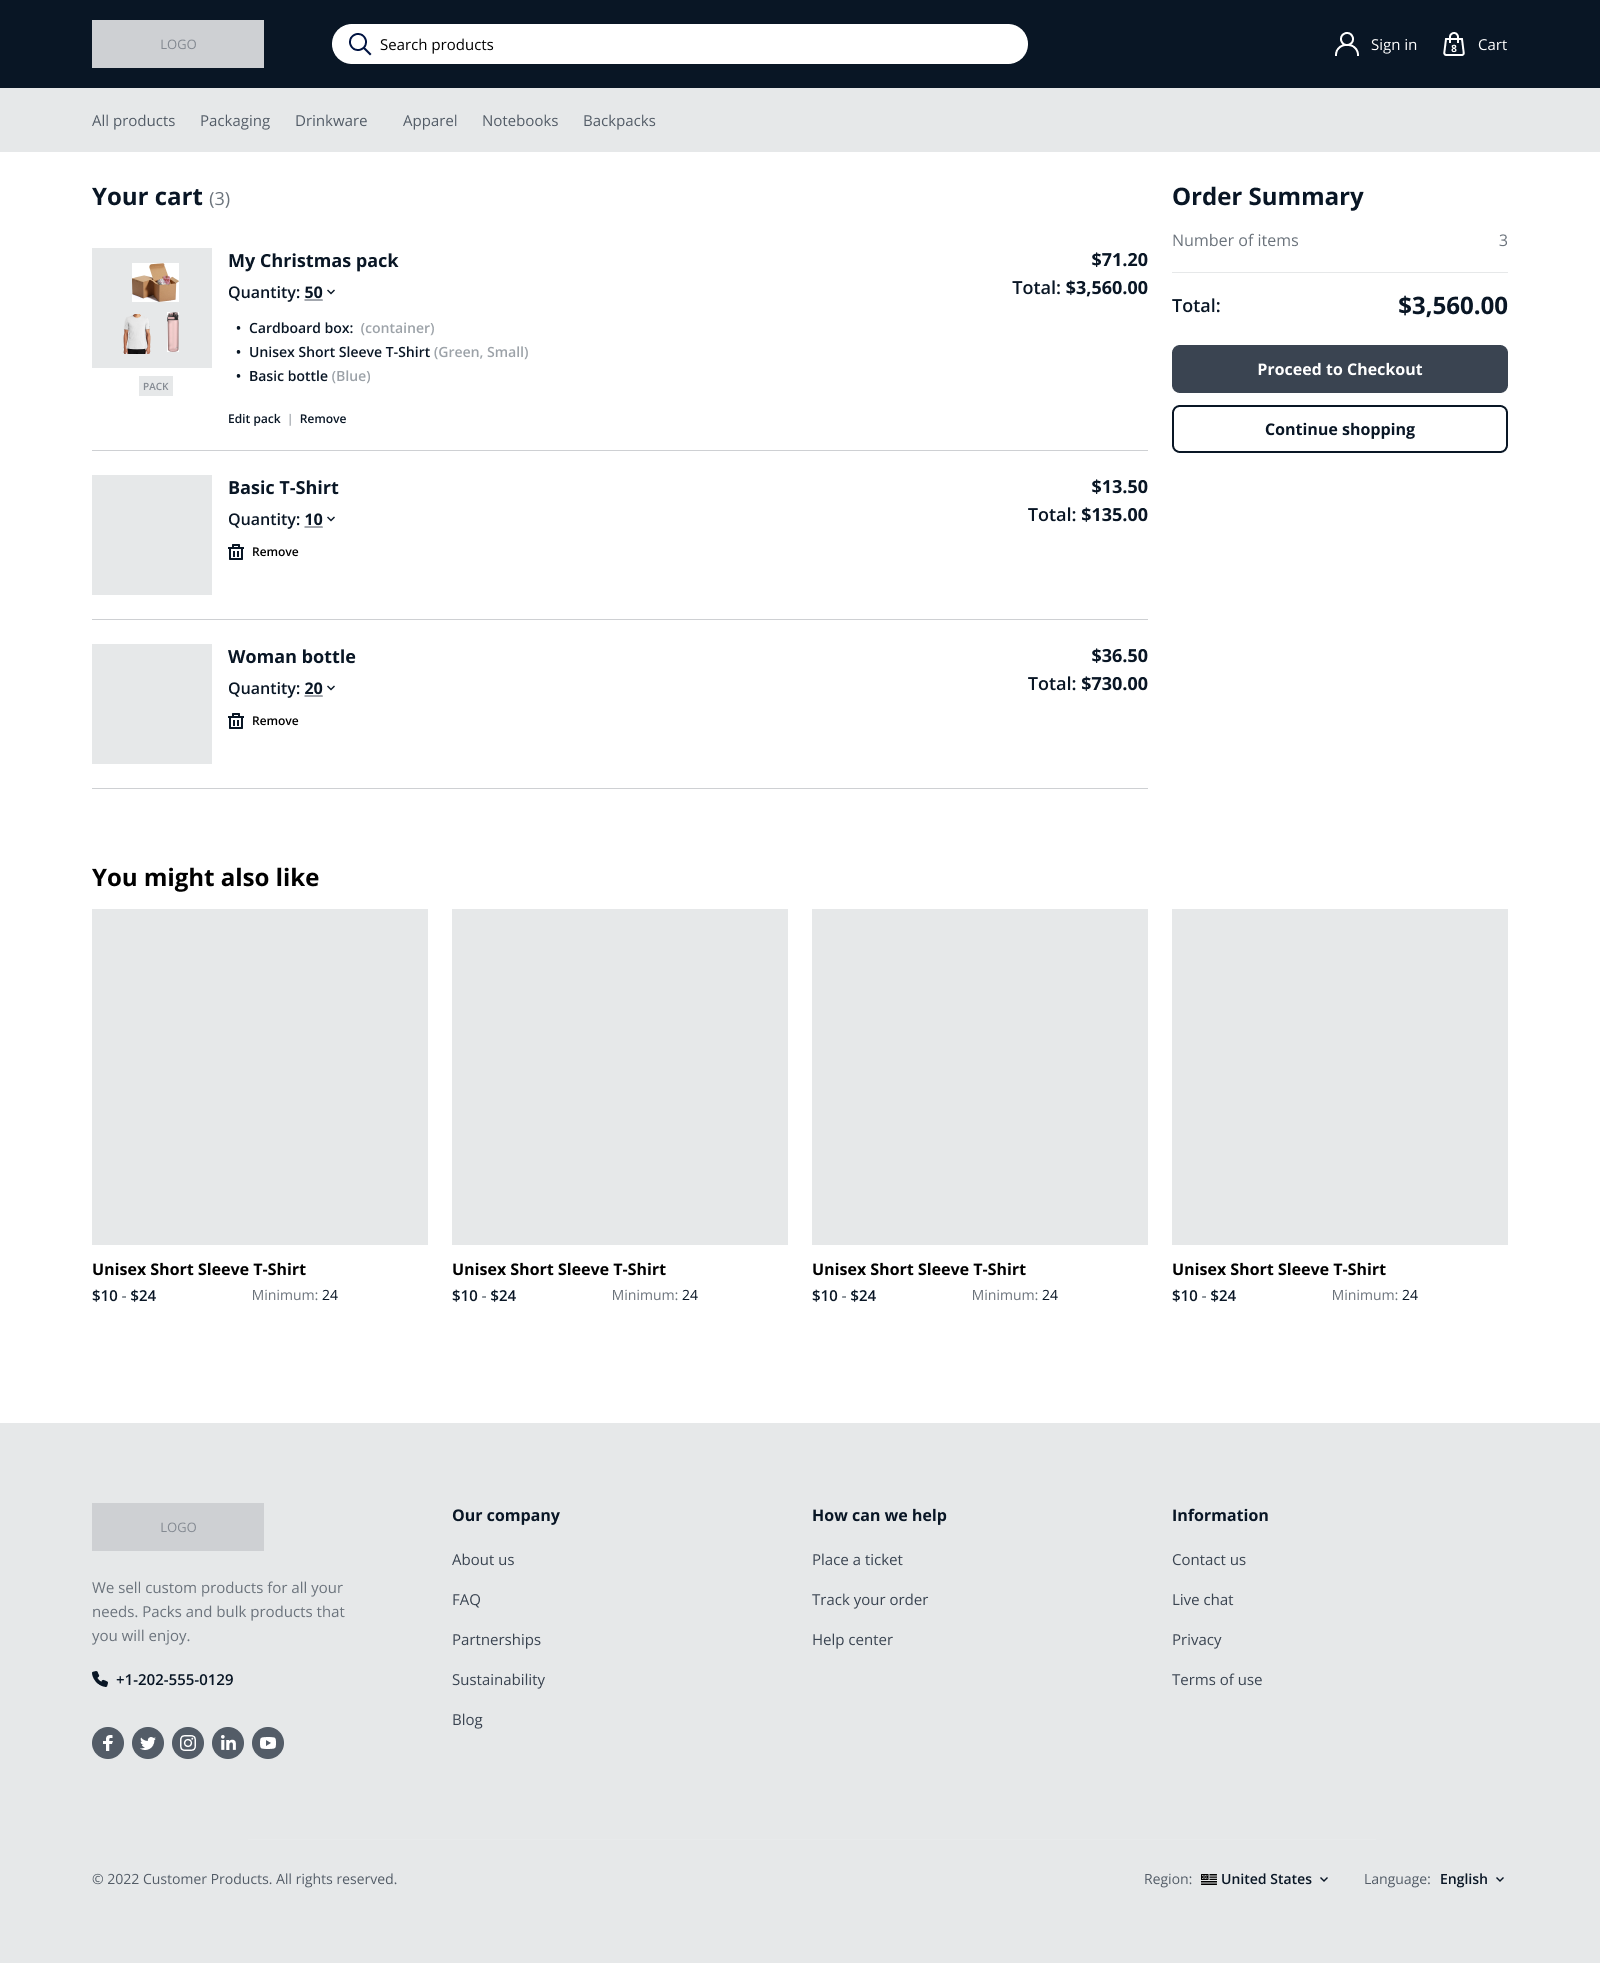 LOGO
Search products
Sign in
8
Cart
All products
Packaging
Drinkware
Apparel
Notebooks
Backpacks
Your cart (3)
My Christmas pack
Quantity: 50
• Cardboard box: (container)
• Unisex Short Sleeve T-Shirt (Green, Small)
• Basic bottle (Blue)
PACK
Edit pack | Remove
$71.20
Total: $3,560.00
Basic T-Shirt
Quantity: 10
Remove
$13.50
Total: $135.00
Woman bottle
Quantity: 20
Remove
$36.50
Total: $730.00
Order Summary
Number of items 3
Total: $3,560.00
Proceed to Checkout
Continue shopping
You might also like
Unisex Short Sleeve T-Shirt
$10 - $24 Minimum: 24
Unisex Short Sleeve T-Shirt
$10 - $24 Minimum: 24
Unisex Short Sleeve T-Shirt
$10 - $24 Minimum: 24
Unisex Short Sleeve T-Shirt
$10 - $24 Minimum: 24
LOGO
We sell custom products for all your
needs. Packs and bulk products that
you will enjoy.
+1-202-555-0129
Our company
About us
FAQ
Partnerships
Sustainability
Blog
How can we help
Place a ticket
Track your order
Help center
Information
Contact us
Live chat
Privacy
Terms of use
© 2022 Customer Products. All rights reserved.
Region: United States
Language: English